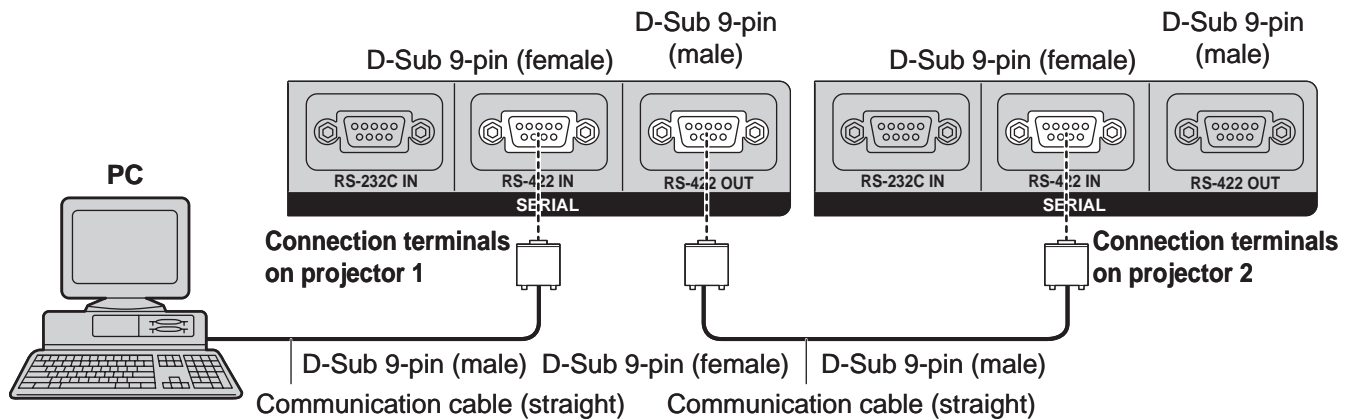 D-Sub 9-pin (female)
D-Sub 9-pin
(male)
D-Sub 9-pin (female)
D-Sub 9-pin
(male)
RS-232C IN
RS-422 IN
RS-422 OUT
SERIAL
RS-232C IN
RS-422 IN
RS-422 OUT
SERIAL
PC
Connection terminals
on projector 1
Connection terminals
on projector 2
D-Sub 9-pin (male)
D-Sub 9-pin (female)
D-Sub 9-pin (male)
Communication cable (straight)
Communication cable (straight)